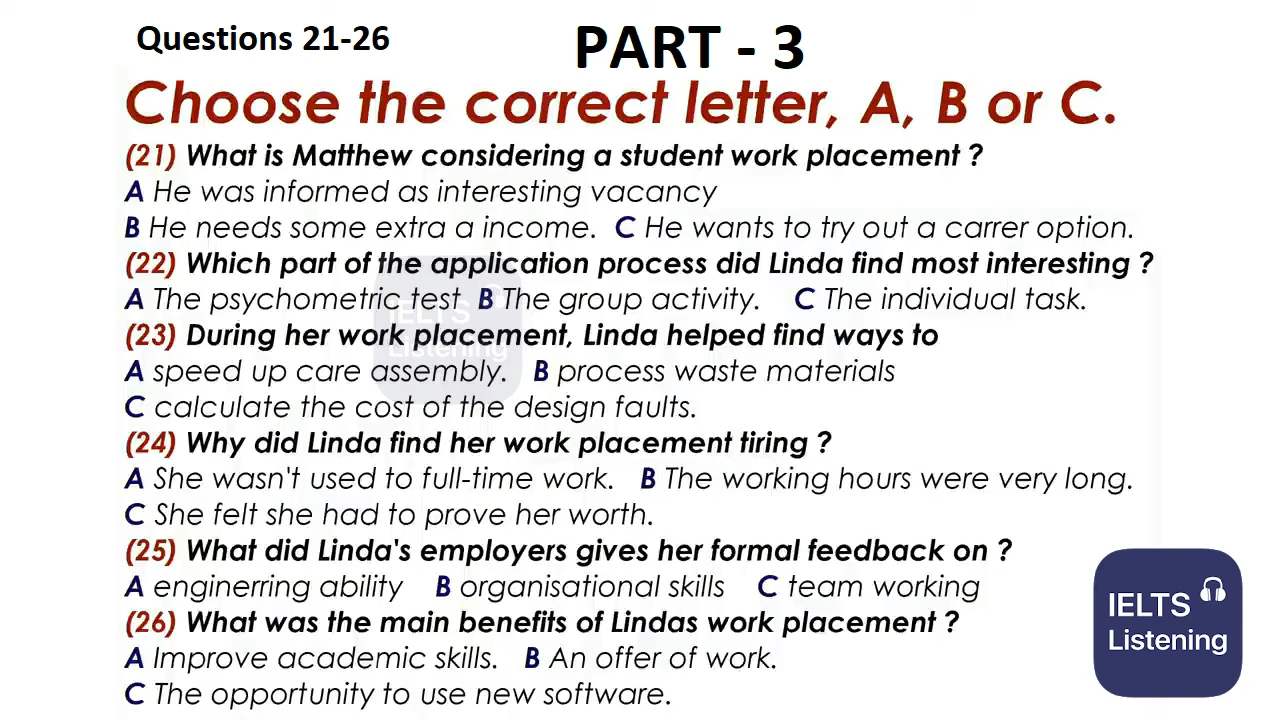 Questions 21-26
PART - 3
Choose the correct letter, A, B or C.
(21) What is Matthew considering a student work placement ?
A He was informed as interesting vacancy
B He needs some extra a income. C He wants to try out a carrer option.
(22) Which part of the application process did Linda find most interesting ?
A The psychometric test B The group activity. C The individual task.
(23) During her work placement, Linda helped find ways to
A speed up care assembly. B process waste materials
C calculate the cost of the design faults.
(24) Why did Linda find her work placement tiring ?
A She wasn't used to full-time work. B The working hours were very long.
C She felt she had to prove her worth.
(25) What did Linda's employers gives her formal feedback on ?
A enginerring ability B organisational skills C team working
(26) What was the main benefits of Lindas work placement ?
A Improve academic skills. B An offer of work.
C The opportunity to use new software.
IELTS
Listening
IELTS
Listening